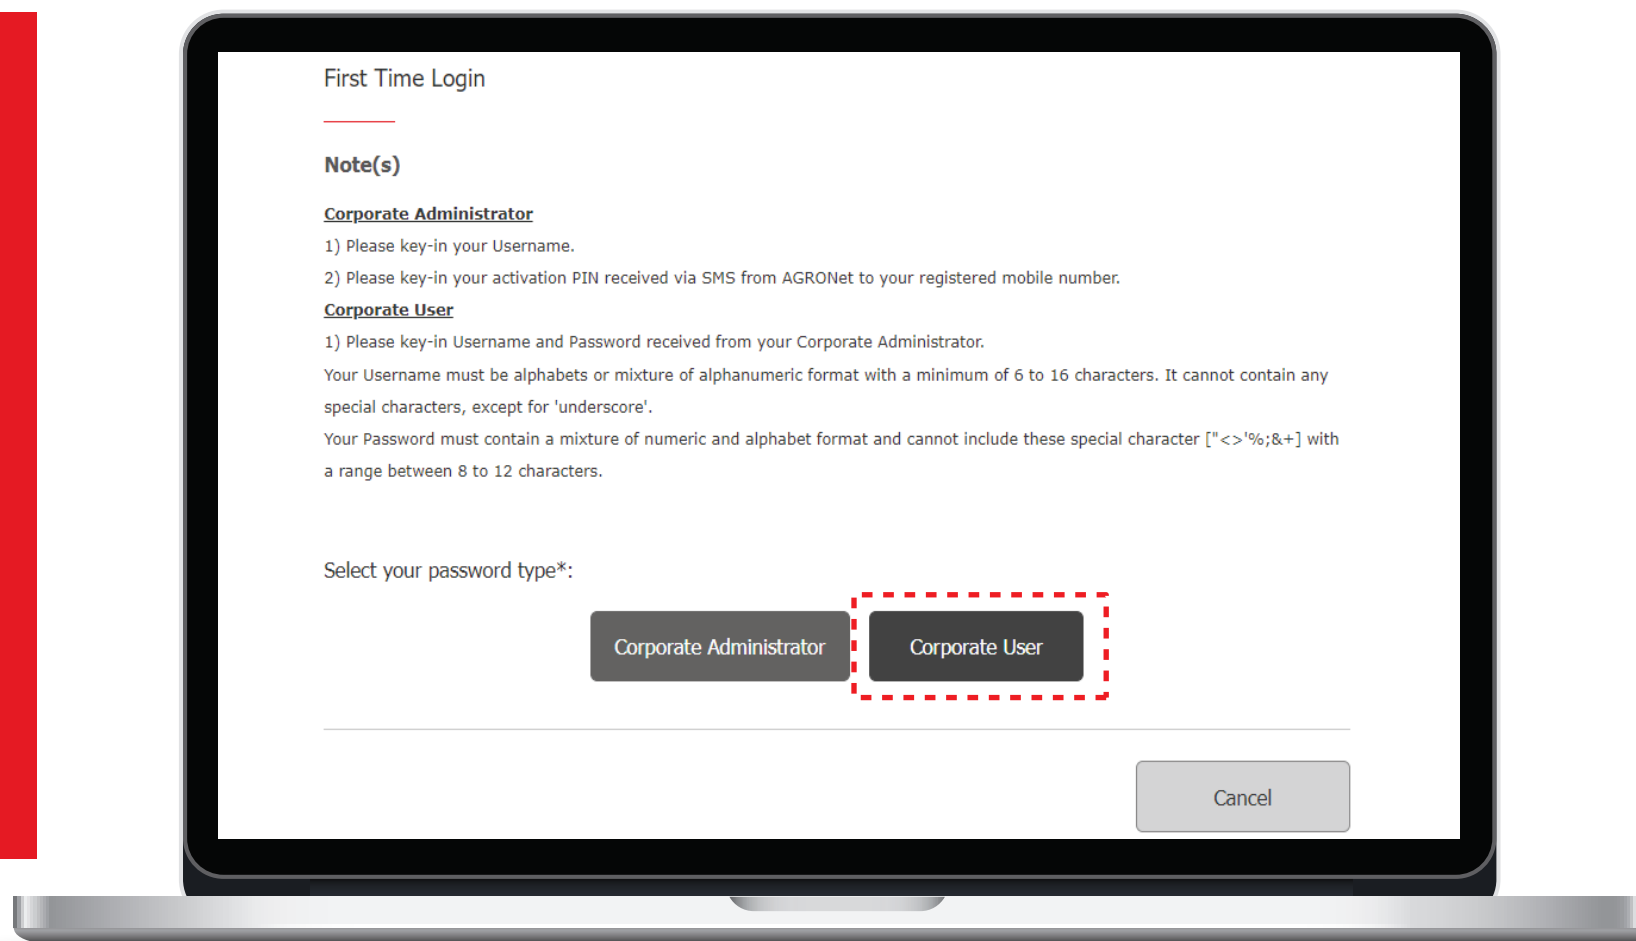 First Time Login
Note(s)
Corporate Administrator
1) Please key-in your Username.
2) Please key-in your activation PIN received via SMS from AGRONet to your registered mobile number.
Corporate User
1) Please key-in Username and Password received from your Corporate Administrator.
Your Username must be alphabets or mixture of alphanumeric format with a minimum of 6 to 16 characters. It cannot contain any
special characters, except for 'underscore'.
Your Password must contain a mixture of numeric and alphabet format and cannot include these special character ["<>'%;&+] with
a range between 8 to 12 characters.
Select your password type*:
Corporate Administrator
Corporate User
Cancel